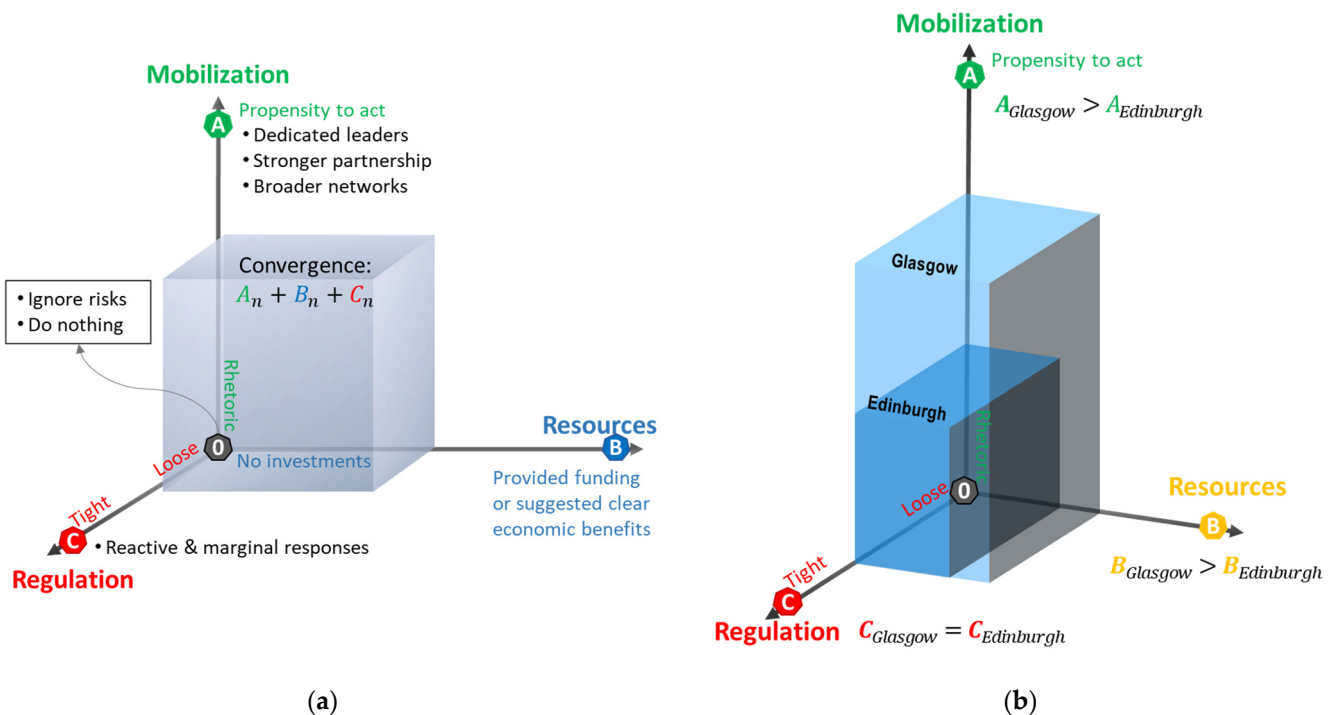 Mobilization
A
Propensity to act
• Dedicated leaders
• Stronger partnership
• Broader networks
Convergence:
Aₙ + Bₙ + Cₙ
• Ignore risks
• Do nothing
Rhetoric
0
Loose
No investments
Resources
B
Provided funding
or suggested clear
economic benefits
Tight
C
• Reactive & marginal responses
Regulation
(a)
Mobilization
A
Propensity to act
A_Glasgow > A_Edinburgh
Glasgow
Edinburgh
Rhetoric
Loose
0
Resources
B
B_Glasgow > B_Edinburgh
Tight
C
Regulation
C_Glasgow = C_Edinburgh
(b)